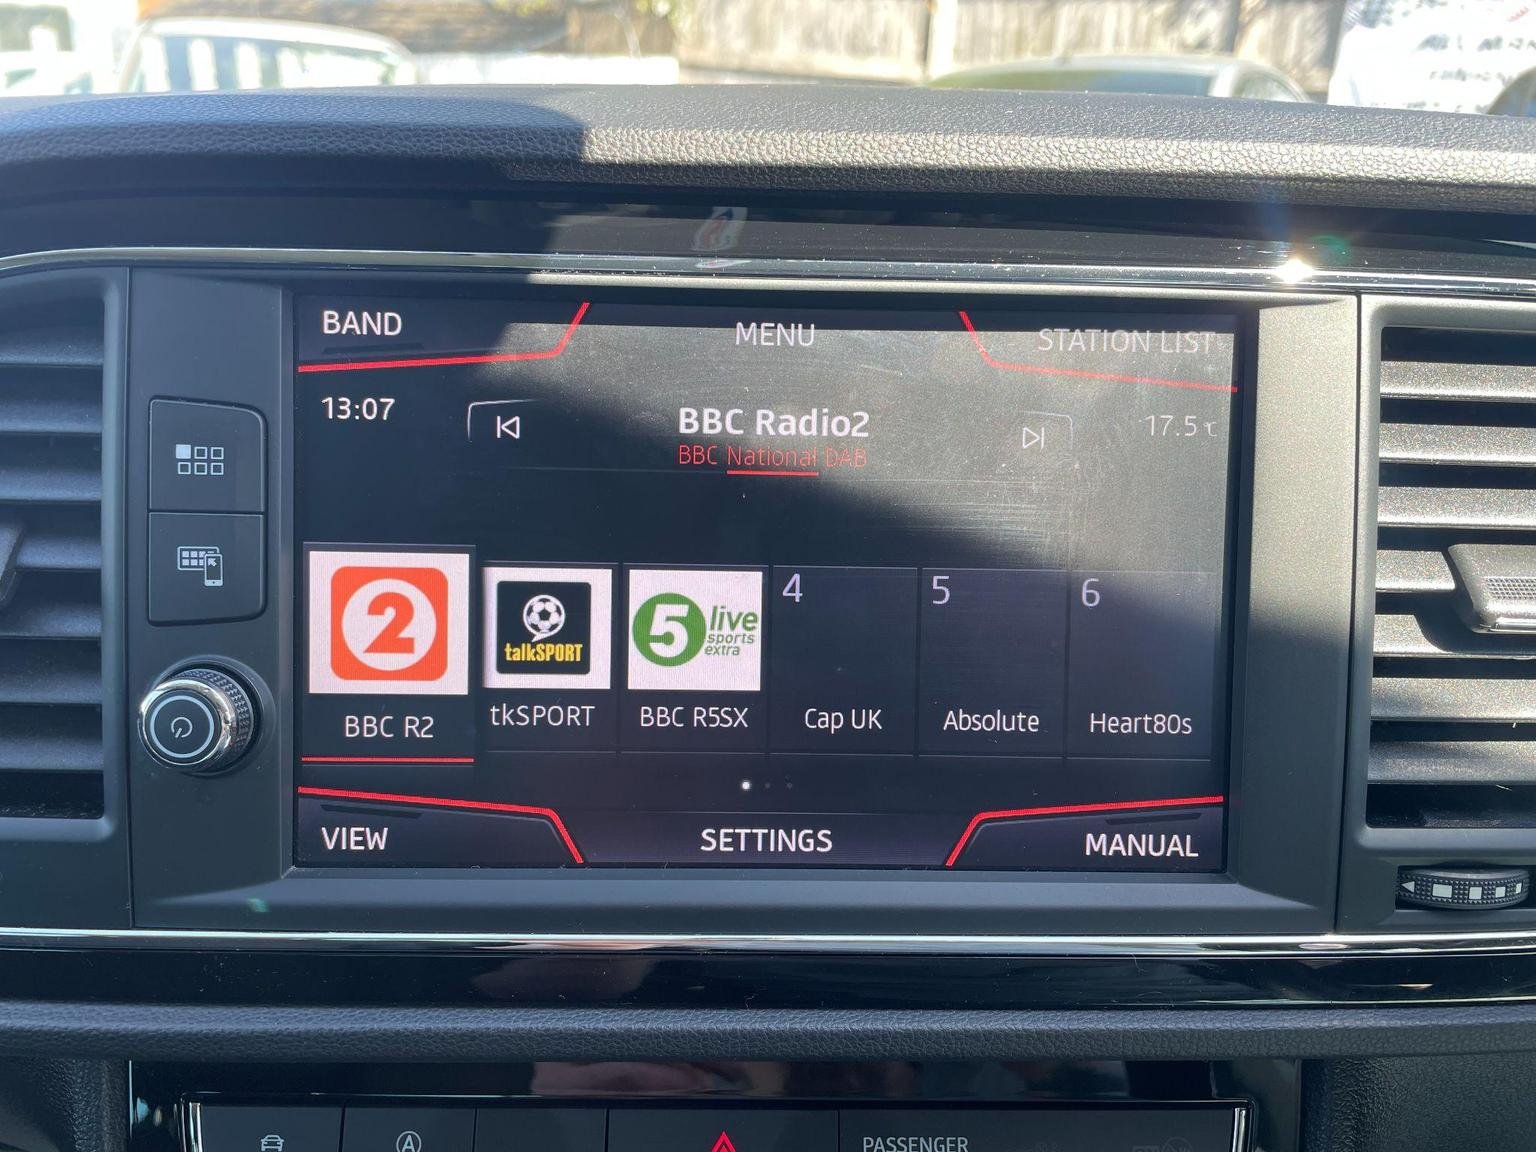 BAND
MENU
STATION LIST
13:07
BBC Radio2
17.5 °C
BBC National DAB
2
talkSPORT
5 live
sports
extra
4
5
6
BBC R2
tkSPORT
BBC R5SX
Cap UK
Absolute
Heart80s
VIEW
SETTINGS
MANUAL
A
PASSENGER